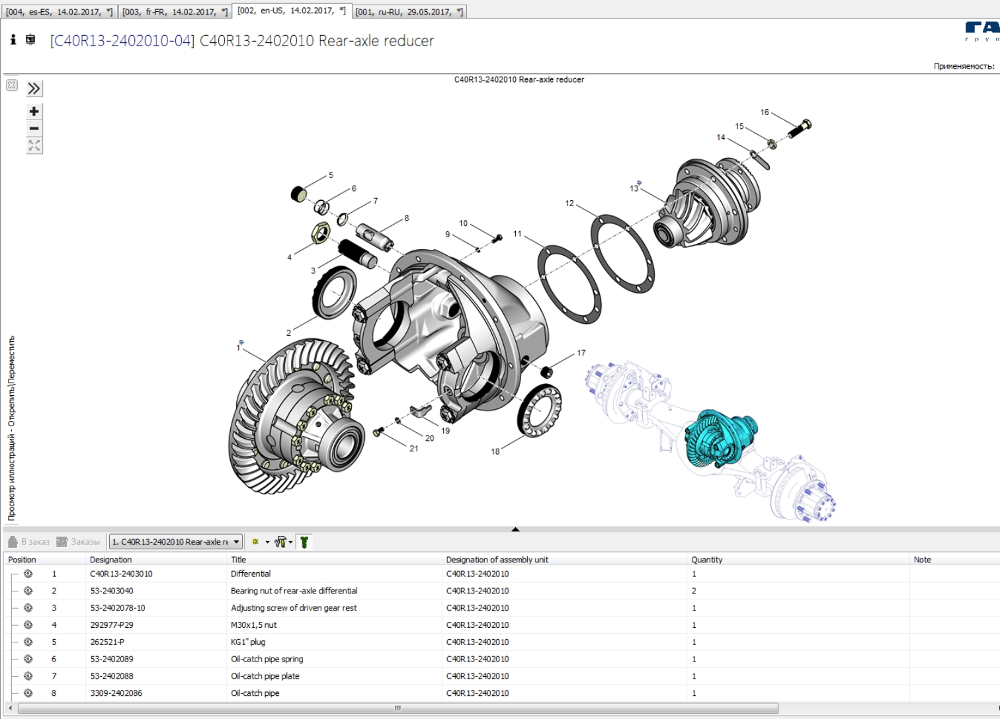 [004, es-ES, 14.02.2017, *] [003, fr-FR, 14.02.2017, *] [002, en-US, 14.02.2017, *] [001, ru-RU, 29.05.2017, *]
[C40R13-2402010-04] C40R13-2402010 Rear-axle reducer
Применяемость:
C40R13-2402010 Rear-axle reducer
16
15
14
5
13
6
7
12
8
10
11
9
4
3
2
1
17
19
20
21
18
Просмотр иллюстраций - Открепить\Переместить
В заказ Заказы 1. C40R13-2402010 Rear-axle re
Position Designation Title Designation of assembly unit Quantity Note
1 C40R13-2403010 Differential C40R13-2402010 1
2 53-2403040 Bearing nut of rear-axle differential C40R13-2402010 2
3 53-2402078-10 Adjusting screw of driven gear rest C40R13-2402010 1
4 292977-P29 M30x1,5 nut C40R13-2402010 1
5 262521-P KG1" plug C40R13-2402010 1
6 53-2402089 Oil-catch pipe spring C40R13-2402010 1
7 53-2402088 Oil-catch pipe plate C40R13-2402010 1
8 3309-2402086 Oil-catch pipe C40R13-2402010 1